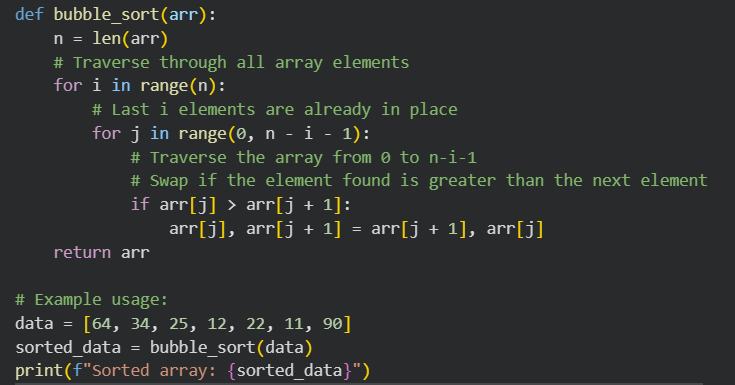 def bubble_sort(arr):
    n = len(arr)
    # Traverse through all array elements
    for i in range(n):
        # Last i elements are already in place
        for j in range(0, n - i - 1):
            # Traverse the array from 0 to n-i-1
            # Swap if the element found is greater than the next element
            if arr[j] > arr[j + 1]:
                arr[j], arr[j + 1] = arr[j + 1], arr[j]
    return arr

# Example usage:
data = [64, 34, 25, 12, 22, 11, 90]
sorted_data = bubble_sort(data)
print(f"Sorted array: {sorted_data}")